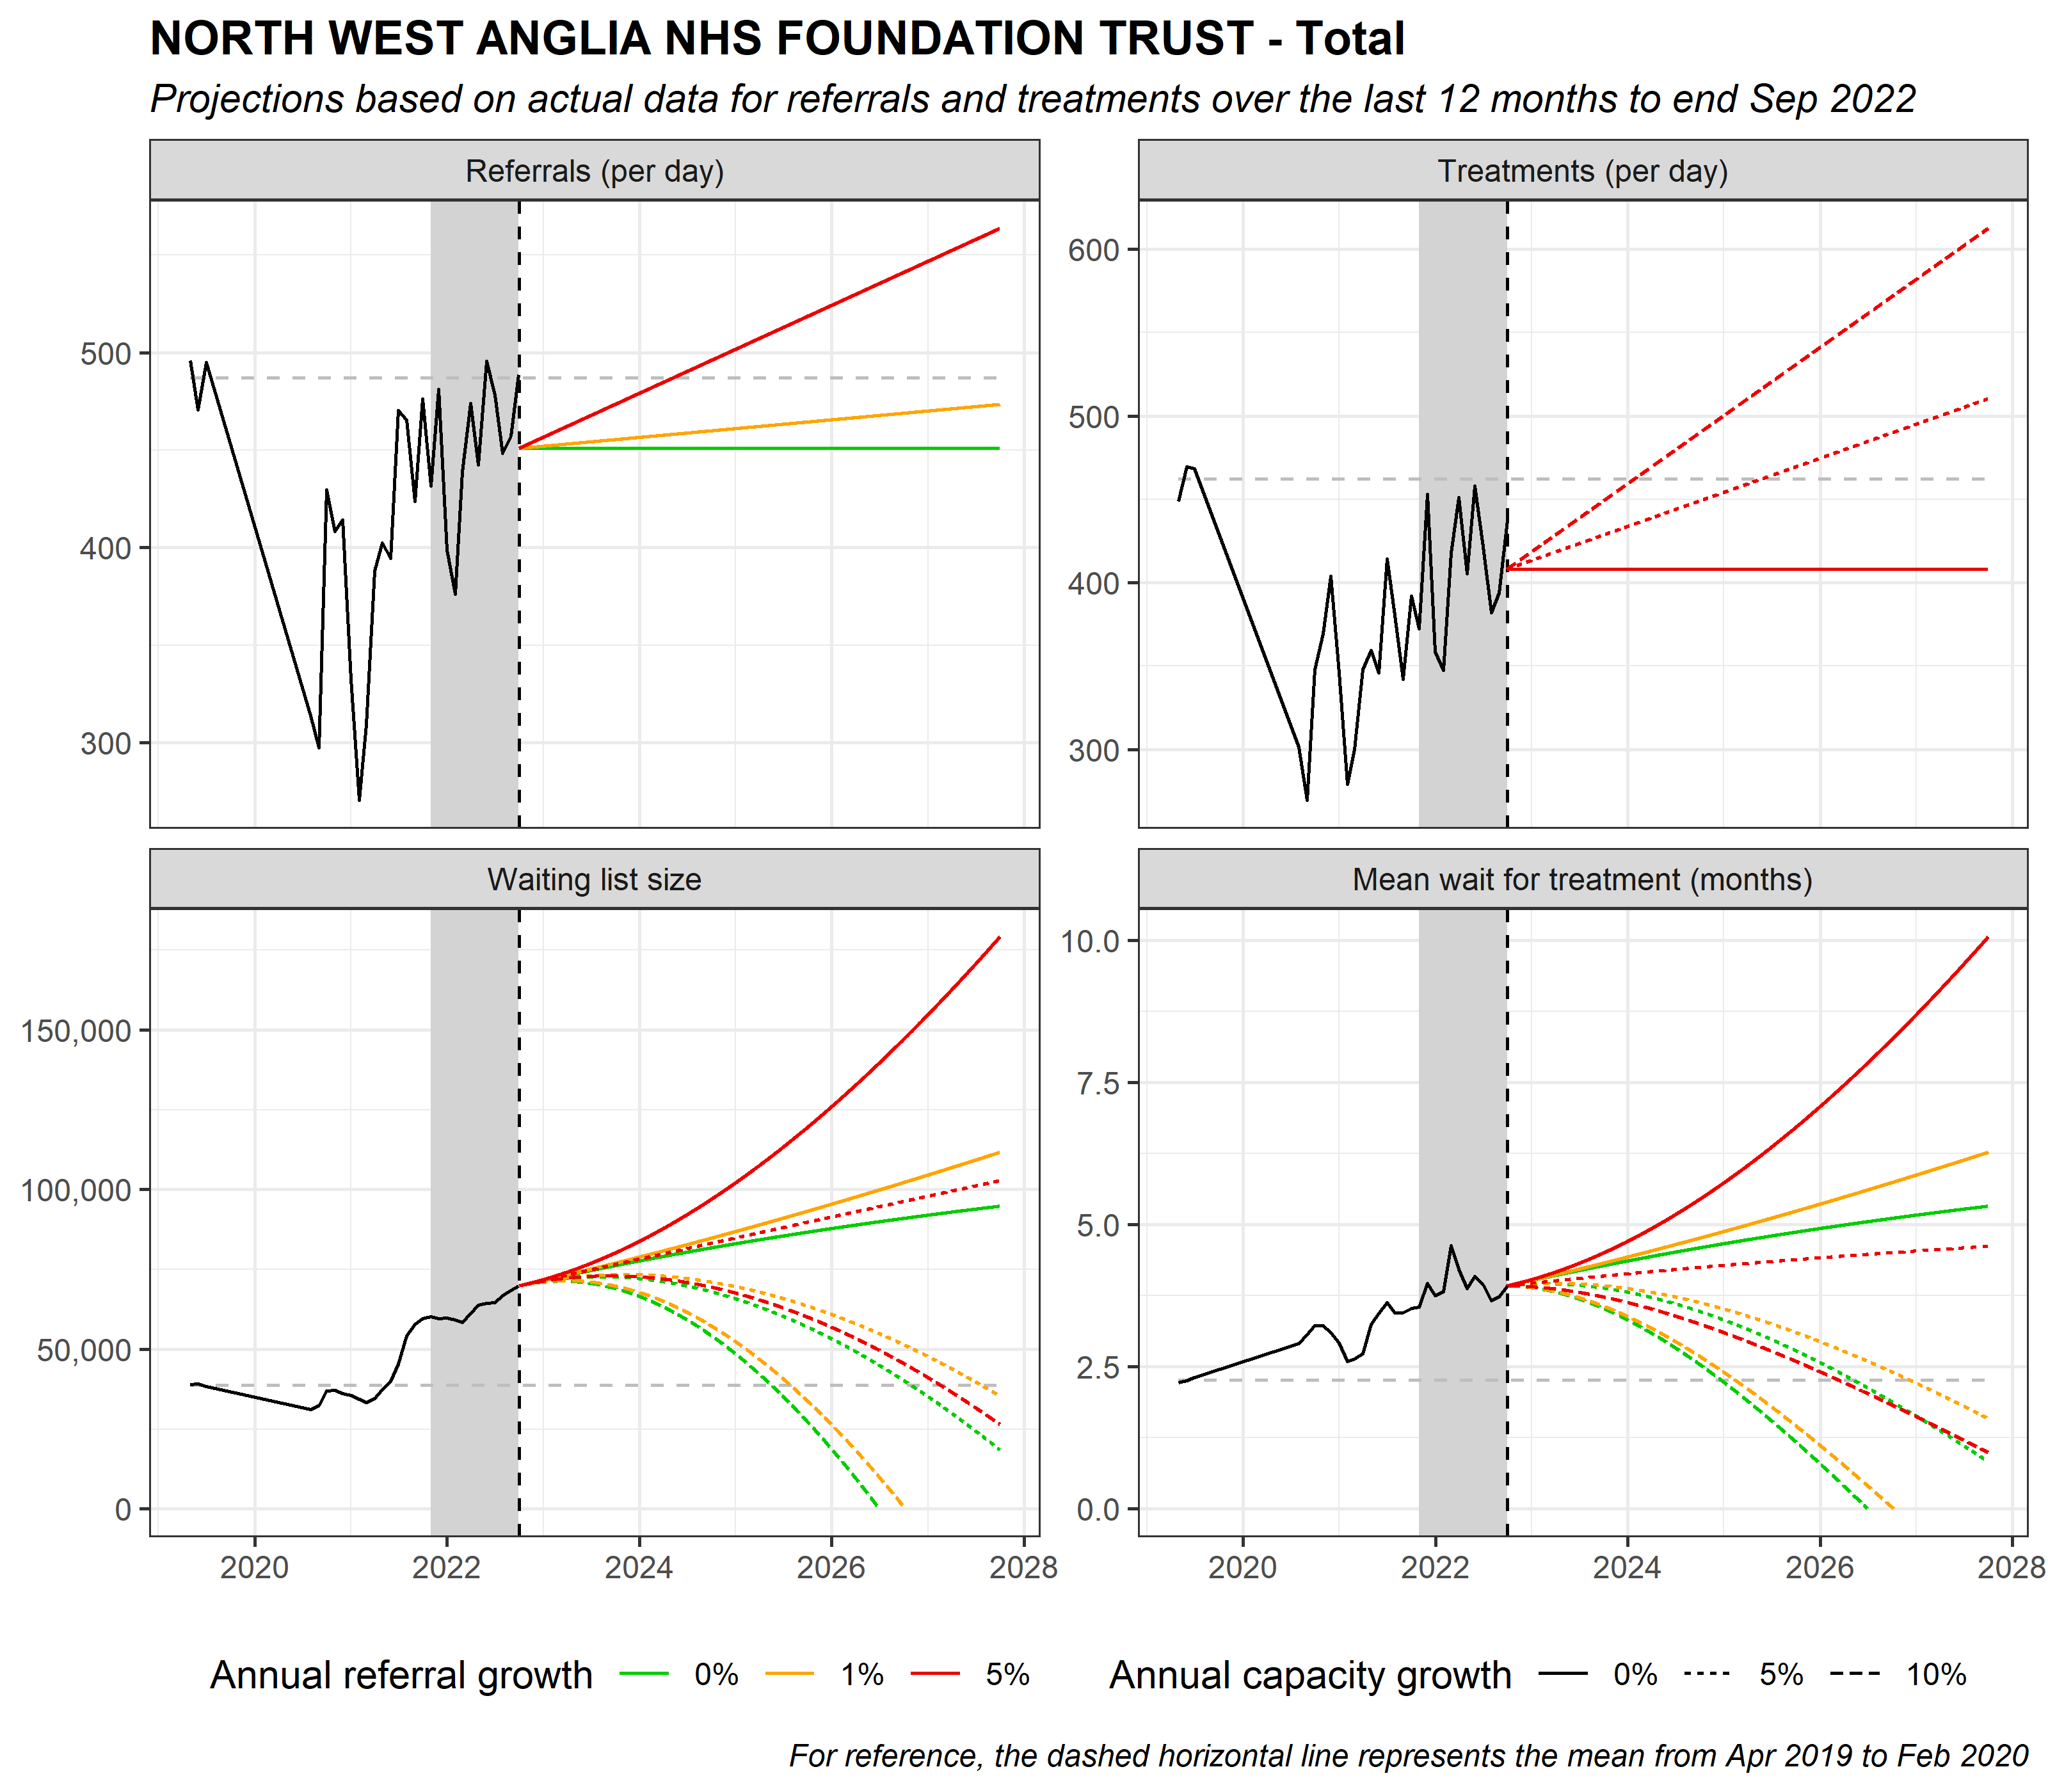 NORTH WEST ANGLIA NHS FOUNDATION TRUST - Total
Projections based on actual data for referrals and treatments over the last 12 months to end Sep 2022
Referrals (per day)
500
400
300
Treatments (per day)
600
500
400
300
Waiting list size
150,000
100,000
50,000
0
2020 2022 2024 2026 2028
Mean wait for treatment (months)
10.0
7.5
5.0
2.5
0.0
2020 2022 2024 2026 2028
Annual referral growth 0% 1% 5%
Annual capacity growth 0% 5% 10%
For reference, the dashed horizontal line represents the mean from Apr 2019 to Feb 2020